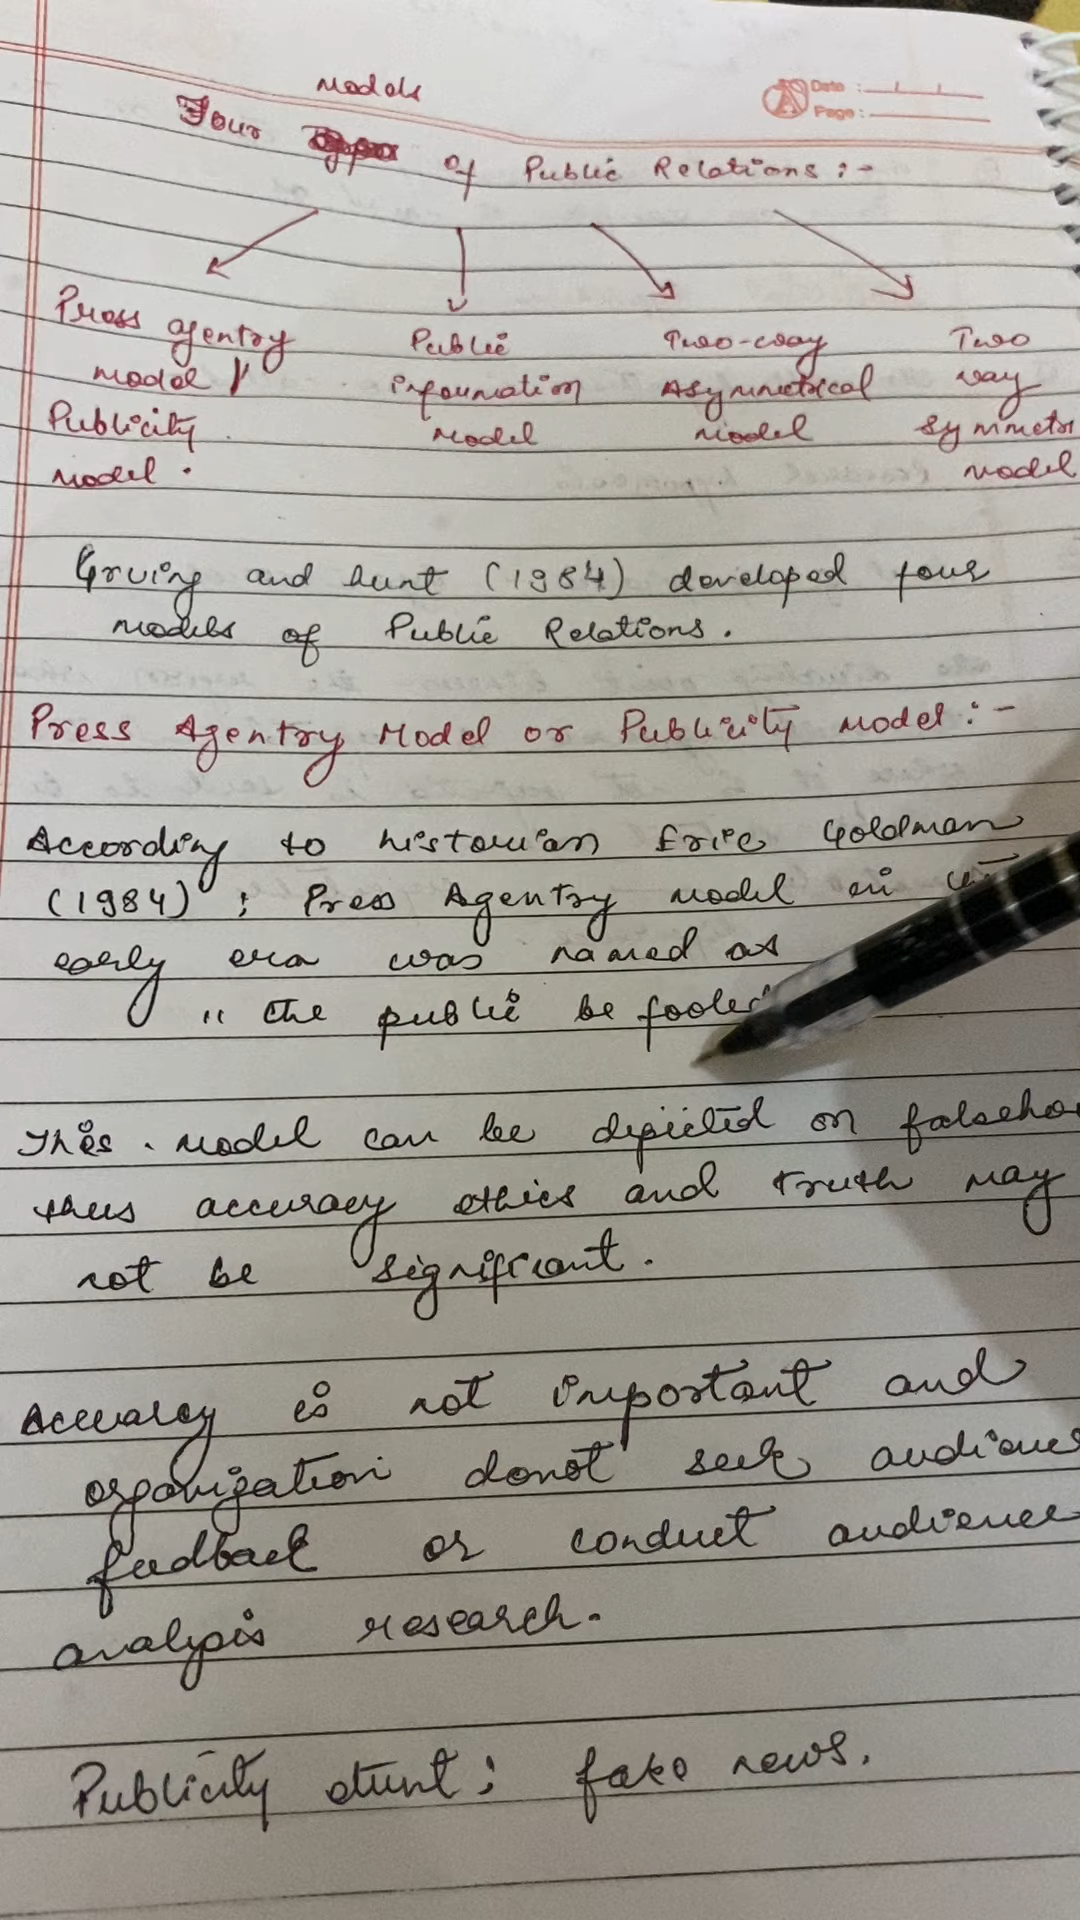 Models
Four of Public Relations :-
Date :
Page :
Press agentry model / Publicity model.
Public information Model
Two-way Asymmetrical Model
Two way Symmetr Model
Gruing and hunt (1984) developed four
models of Public Relations.
Press Agentry Model or Publicity Model :-
According to historian Eric Goldman
(1984) ; Press Agentry model in
early era was named as
" the public be fooled
This model can be depicted on falseho
thus accuracy ethics and truth may
not be significant.
Accuracy is not important and
organization donot seek audience
feedback or conduct audience
analysis research.
Publicity stunt ; fake news.